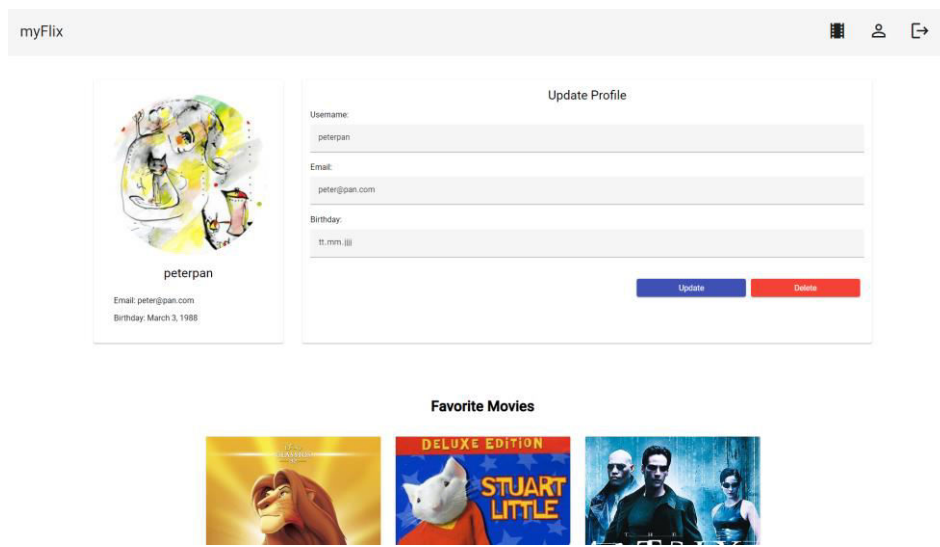 myFlix
Update Profile
Username:
peterpan
Email:
peter@pan.com
Birthday:
tt.mm.jjjj
Update
Delete
peterpan
Email: peter@pan.com
Birthday: March 3, 1988
Favorite Movies
DELUXE EDITION
STUART
LITTLE
THE